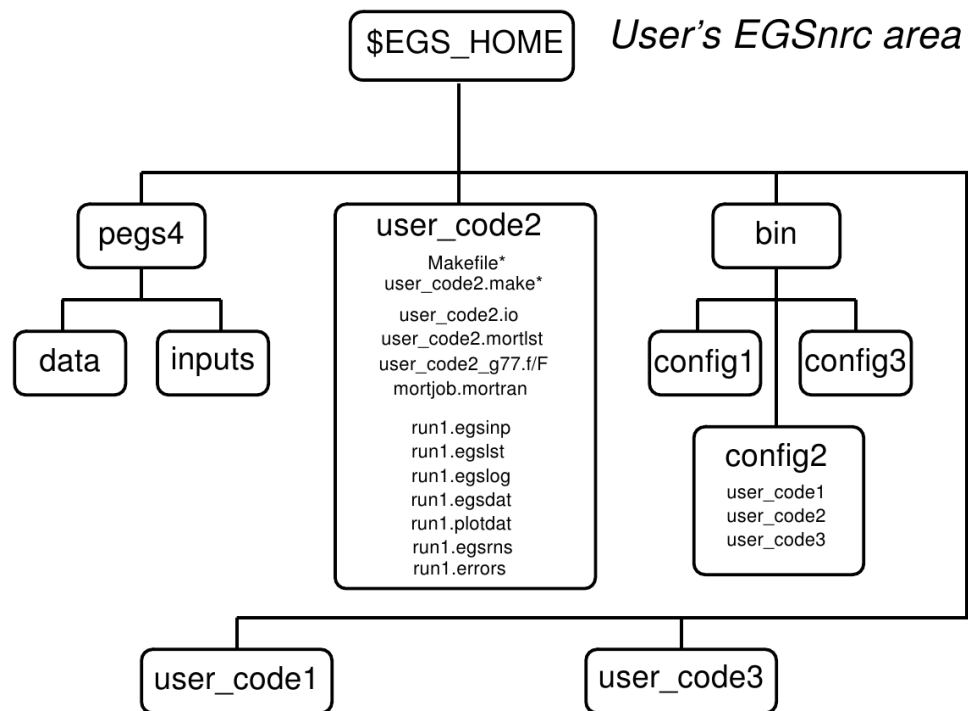 $EGS_HOME
User's EGSnrc area
pegs4
user_code2
bin
Makefile*
user_code2.make*
user_code2.io
user_code2.mortlst
user_code2_g77.f/F
mortjob.mortran
run1.egsinp
run1.egslst
run1.egslog
run1.egsdat
run1.plotdat
run1.egsrns
run1.errors
data
inputs
config1
config3
config2
user_code1
user_code2
user_code3
user_code1
user_code3